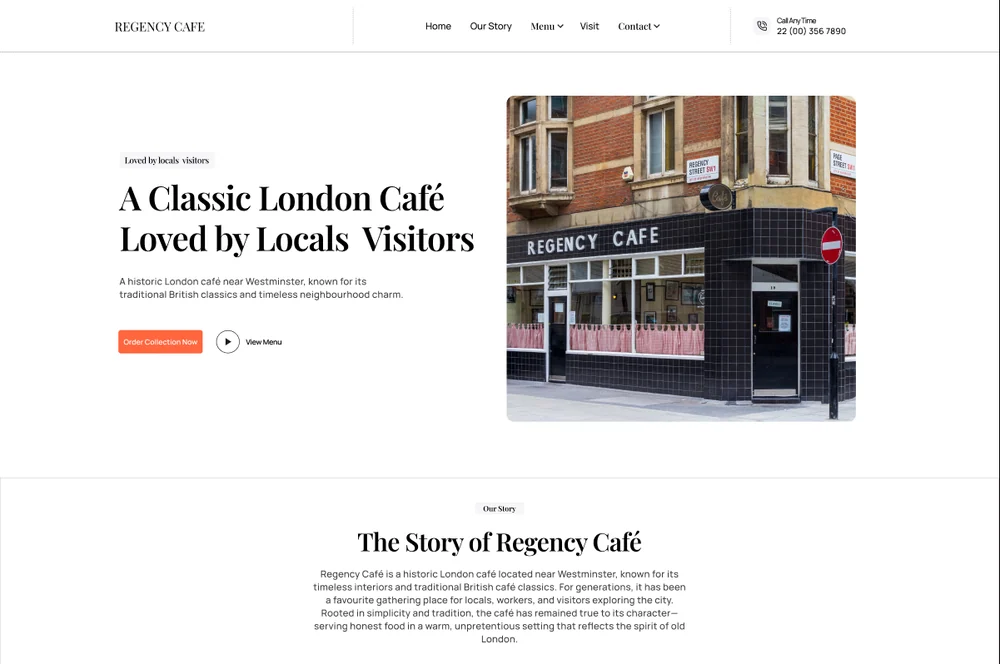 REGENCY CAFE
Home
Our Story
Menu
Visit
Contact
Call Any Time
22 (00) 356 7890
Loved by locals visitors
A Classic London Café
Loved by Locals Visitors
A historic London café near Westminster, known for its
traditional British classics and timeless neighbourhood charm.
Order Collection Now
View Menu
REGENCY
STREET SW1
PAGE
STREET SW1
Café
REGENCY CAFE
19
Our Story
The Story of Regency Café
Regency Café is a historic London café located near Westminster, known for its
timeless interiors and traditional British café classics. For generations, it has been
a favourite gathering place for locals, workers, and visitors exploring the city.
Rooted in simplicity and tradition, the café has remained true to its character—
serving honest food in a warm, unpretentious setting that reflects the spirit of old
London.